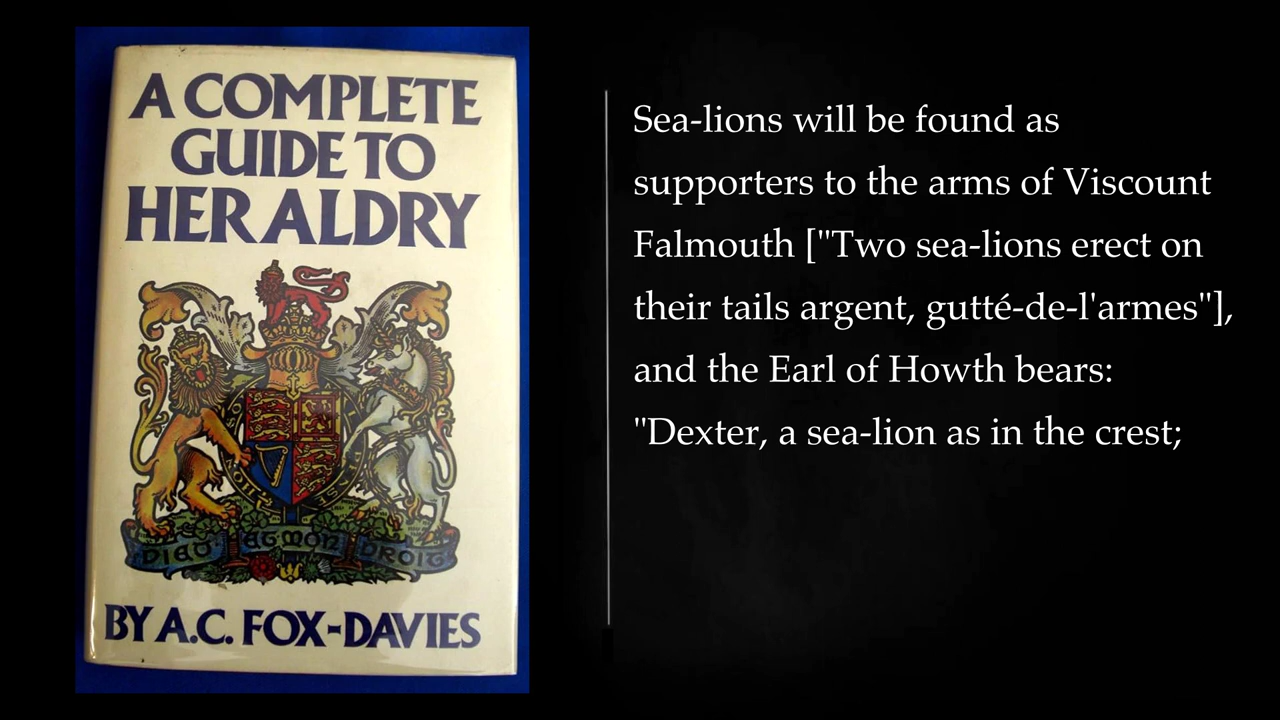 A COMPLETE
GUIDE TO
HERALDRY
DIEU ET MON DROIT
BY A.C. FOX-DAVIES
Sea-lions will be found as
supporters to the arms of Viscount
Falmouth ["Two sea-lions erect on
their tails argent, gutté-de-l'armes"],
and the Earl of Howth bears:
"Dexter, a sea-lion as in the crest;